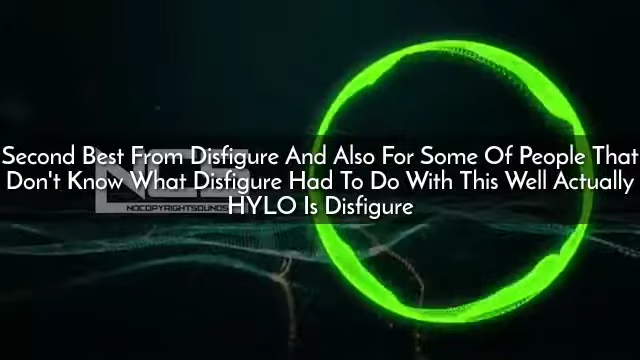 Second Best From Disfigure And Also For Some Of People That
Don't Know What Disfigure Had To Do With This Well Actually
HYLO Is Disfigure
NCS
NOCOPYRIGHTSOUNDS